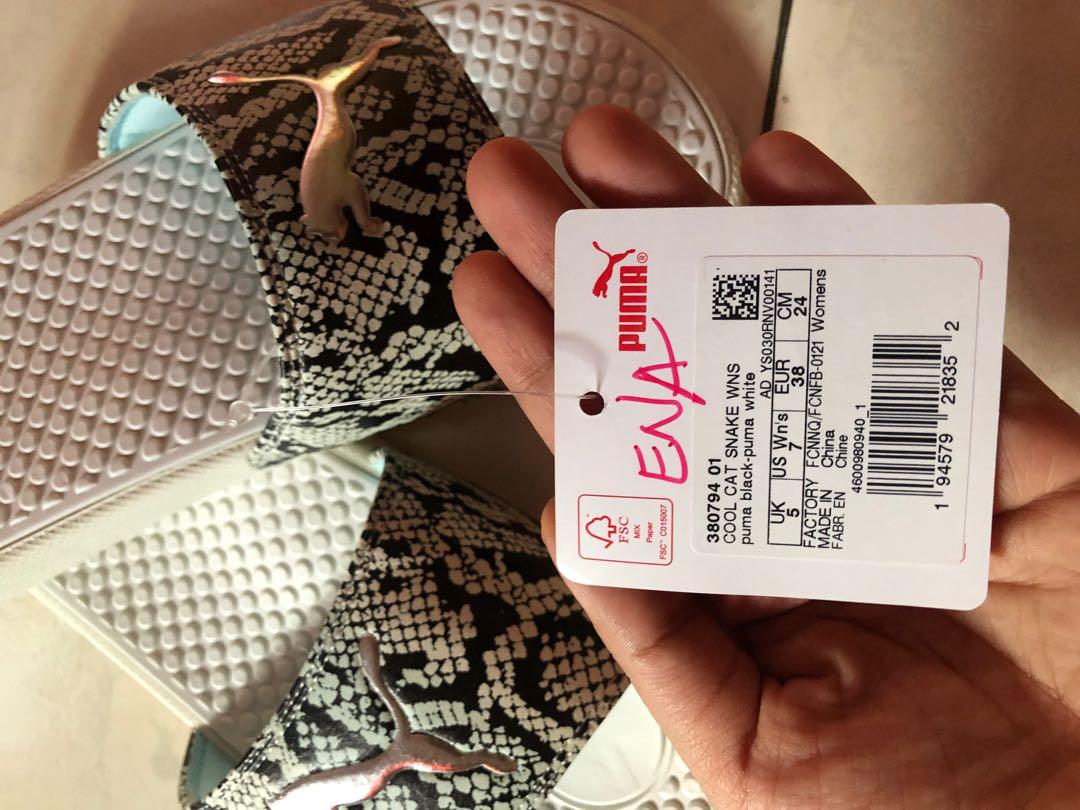 PUMA®
ENA
FSC
MIX
Paper
FSC™ C015007
380794 01
COOL CAT SNAKE WNS
puma black-puma white
AD YS030RNV00141
UK US Wn's EUR CM
5 7 38 24
FACTORY FCNNQ/FCNFB-0121 Womens
MADE IN China
FABR. EN Chine
4600980940_1
1 94579 21835 2